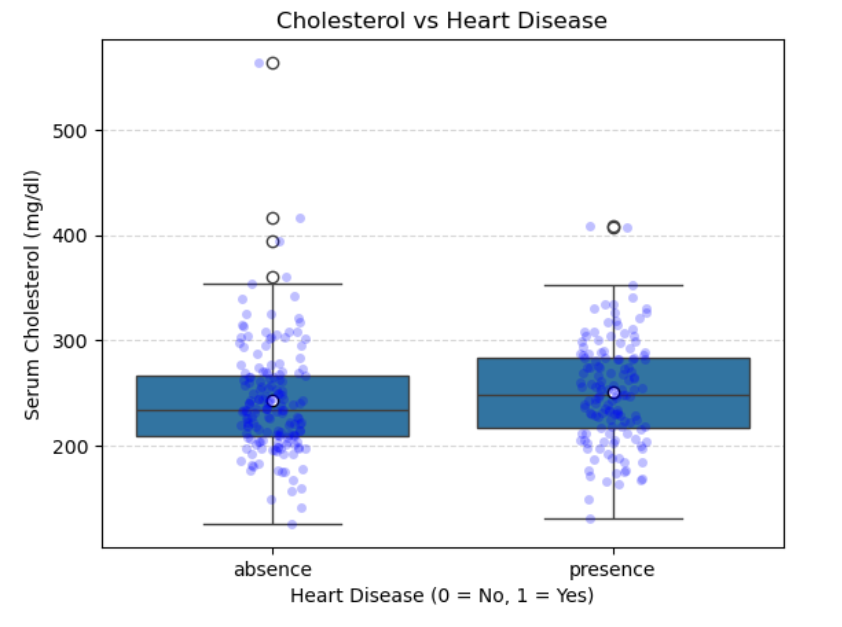 Cholesterol vs Heart Disease
Serum Cholesterol (mg/dl)
500
400
300
200
absence presence
Heart Disease (0 = No, 1 = Yes)